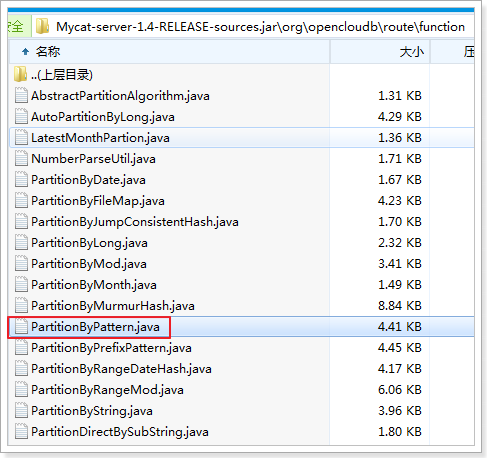 安全 Mycat-server-1.4-RELEASE-sources.jar\org\opencloudb\route\function
名称 大小 压
..(上层目录)
AbstractPartitionAlgorithm.java 1.31 KB
AutoPartitionByLong.java 4.29 KB
LatestMonthPartion.java 1.36 KB
NumberParseUtil.java 1.71 KB
PartitionByDate.java 1.67 KB
PartitionByFileMap.java 4.23 KB
PartitionByJumpConsistentHash.java 1.70 KB
PartitionByLong.java 2.32 KB
PartitionByMod.java 3.41 KB
PartitionByMonth.java 1.49 KB
PartitionByMurmurHash.java 8.84 KB
PartitionByPattern.java 4.41 KB
PartitionByPrefixPattern.java 4.45 KB
PartitionByRangeDateHash.java 4.17 KB
PartitionByRangeMod.java 6.06 KB
PartitionByString.java 3.96 KB
PartitionDirectBySubString.java 1.80 KB